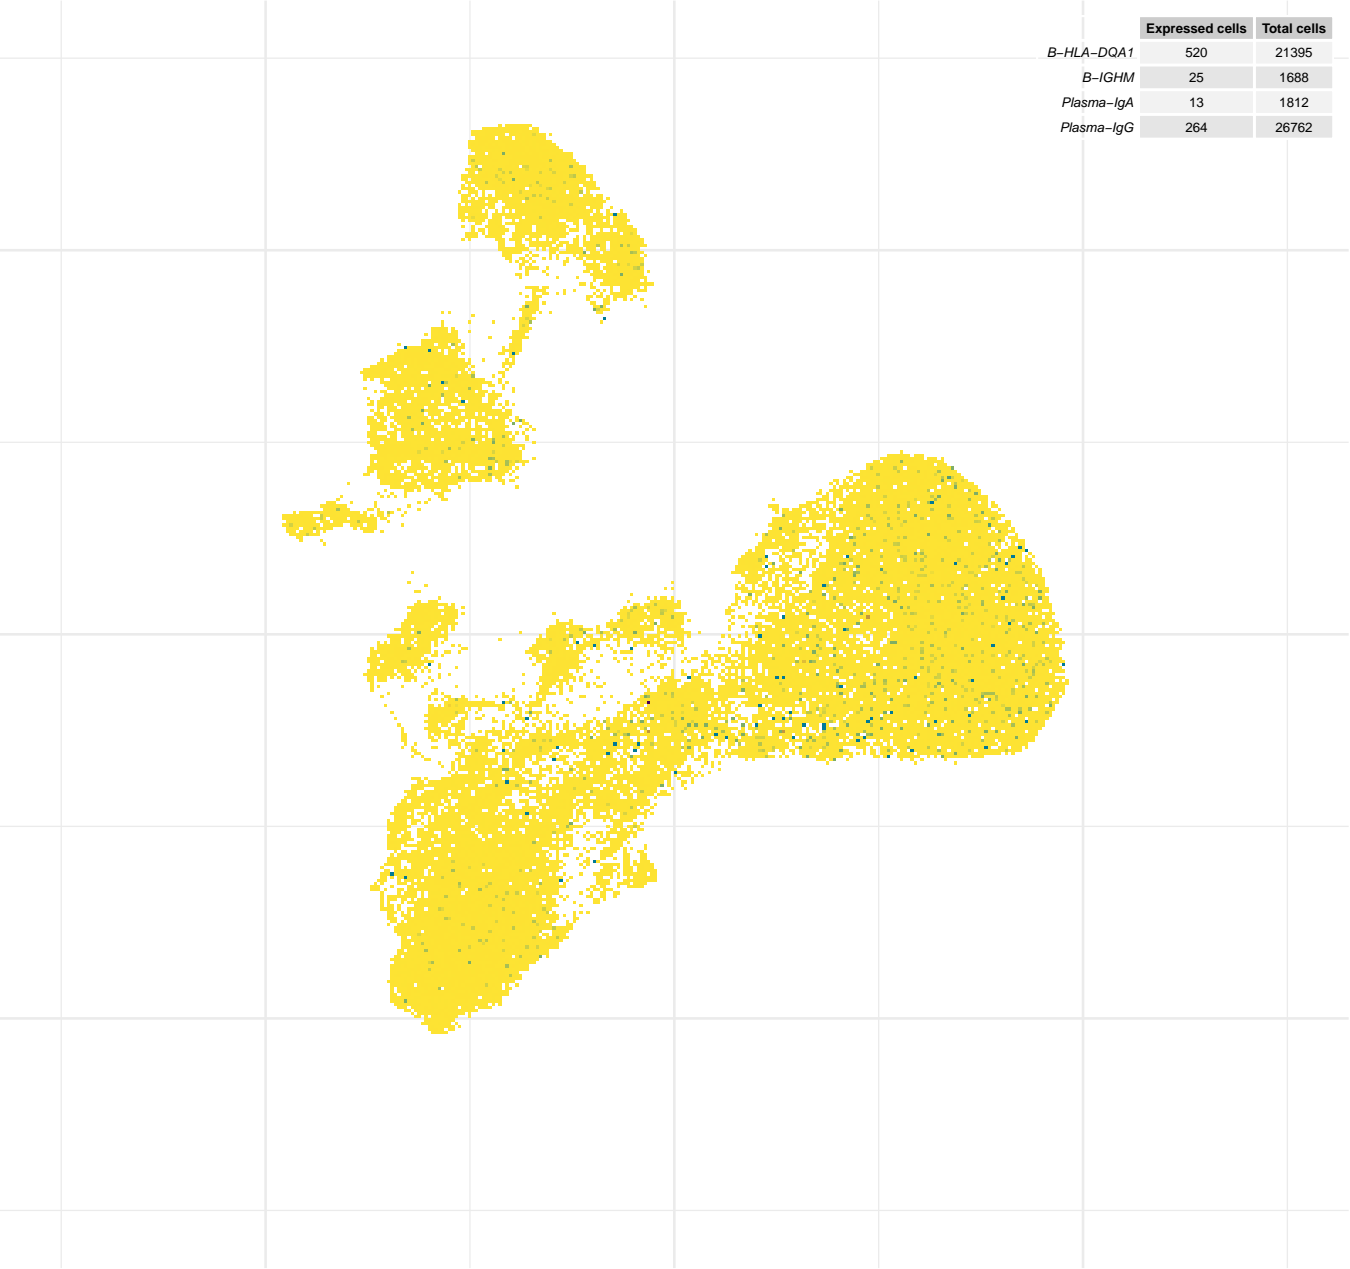 Expressed cells Total cells
B−HLA−DQA1 520 21395
B−IGHM 25 1688
Plasma−IgA 13 1812
Plasma−IgG 264 26762